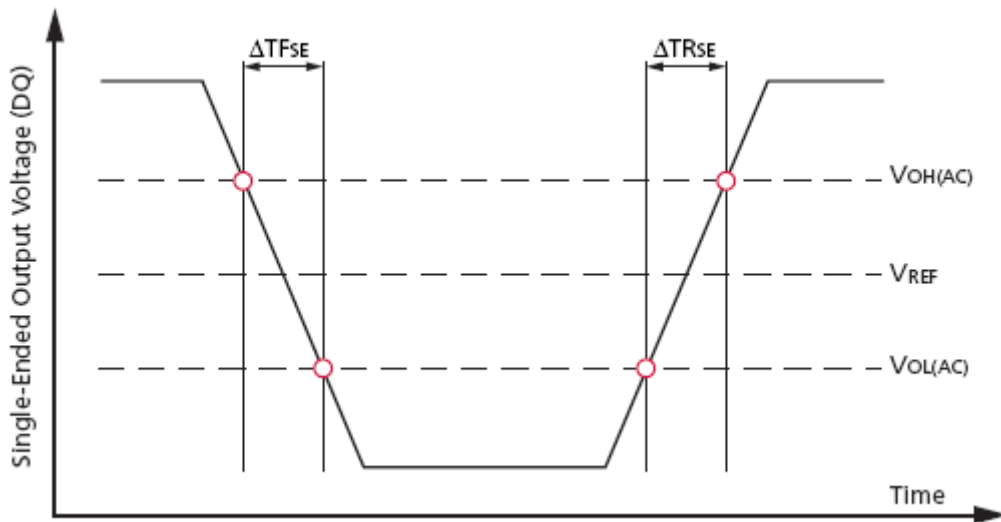 ΔTFSE
ΔTRSE
Single-Ended Output Voltage (DQ)
VOH(AC)
VREF
VOL(AC)
Time